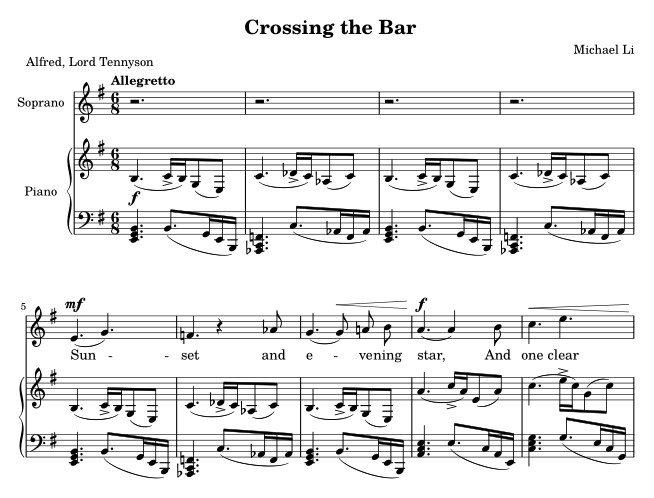 Crossing the Bar
Michael Li
Alfred, Lord Tennyson
Allegretto
Soprano
Piano
f
5
mf
f
Sun - - set and e - vening star, And one clear